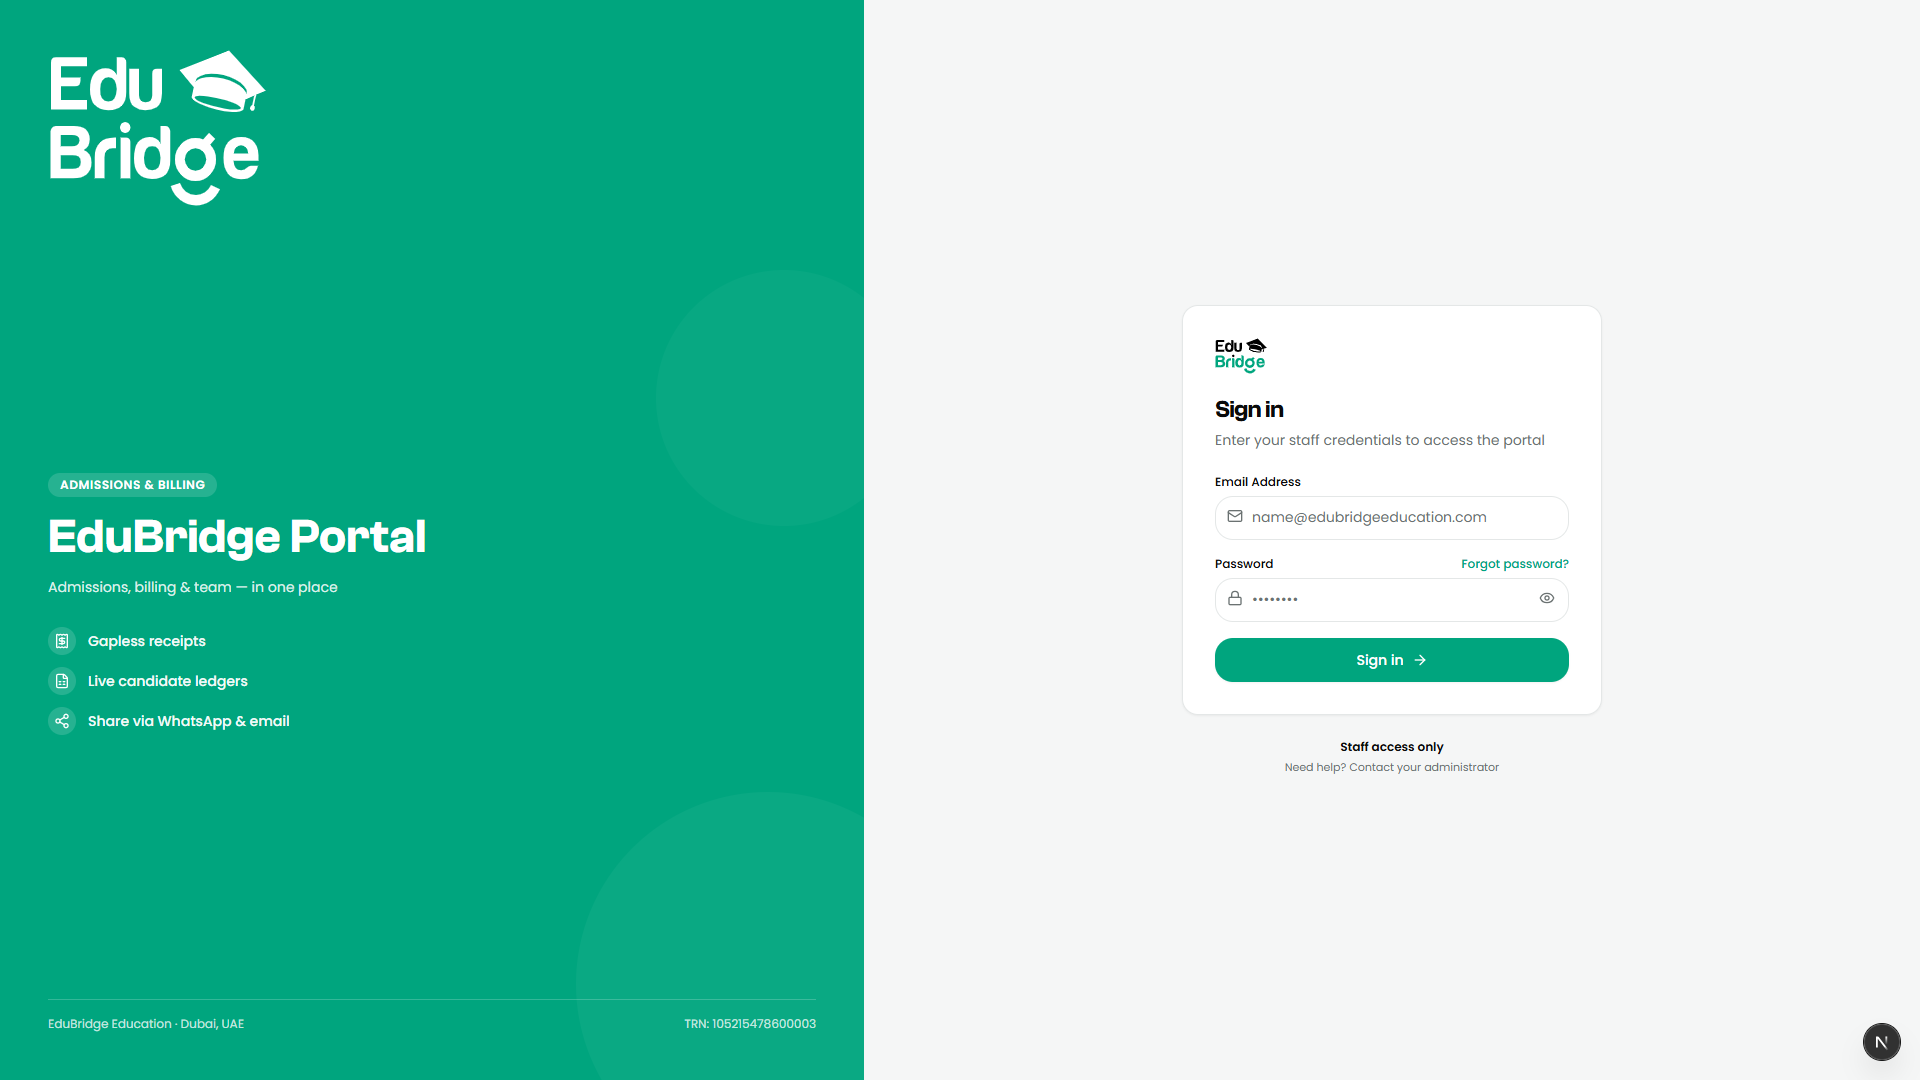 Edu
Bridge
ADMISSIONS & BILLING
EduBridge Portal
Admissions, billing & team — in one place
Gapless receipts
Live candidate ledgers
Share via WhatsApp & email
EduBridge Education · Dubai, UAE
TRN: 105215478600003
Edu
Bridge
Sign in
Enter your staff credentials to access the portal
Email Address
name@edubridgeeducation.com
Password
Forgot password?
••••••••
Sign in →
Staff access only
Need help? Contact your administrator
N